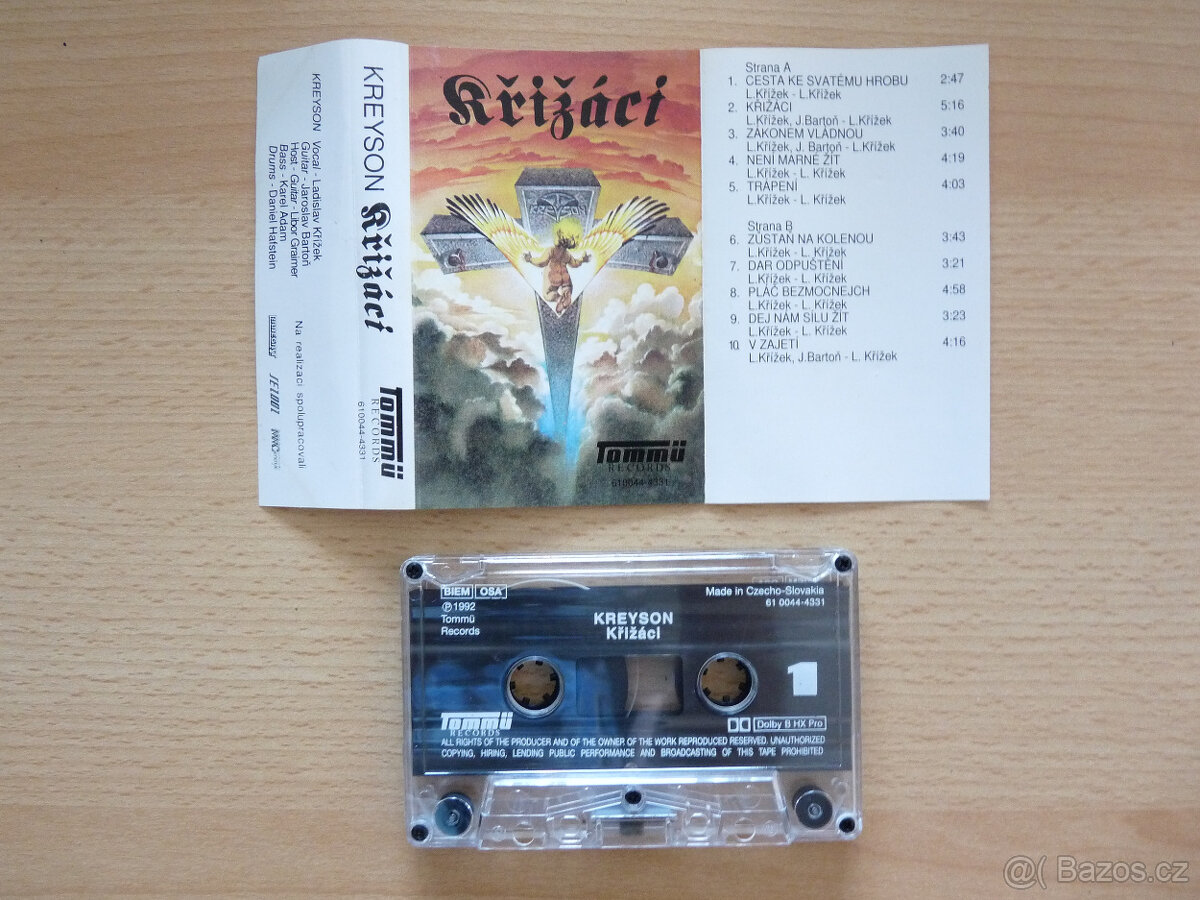 KREYSON Vocal - Ladislav Křížek
Guitar - Jaroslav Bartoň
Host - Guitar - Libor Graimer
Bass - Karel Adam
Drums - Daniel Hafstein
Na realizaci spolupracovali
KREYSON Křižáci
Tommü
RECORDS
610044-4331
Křižáci
KREYSON
Tommü
RECORDS
610044-4331
Strana A
1. CESTA KE SVATÉMU HROBU 2:47
L.Křížek - L.Křížek
2. KŘIŽÁCI 5:16
L.Křížek, J.Bartoň - L.Křížek
3. ZÁKONEM VLÁDNOU 3:40
L.Křížek, J. Bartoň - L.Křížek
4. NENÍ MARNÉ ŽÍT 4:19
L.Křížek - L. Křížek
5. TRÁPENÍ 4:03
L.Křížek - L. Křížek
Strana B
6. ZŮSTAŇ NA KOLENOU 3:43
L.Křížek - L. Křížek
7. DAR ODPUŠTĚNÍ 3:21
L.Křížek - L. Křížek
8. PLÁČ BEZMOCNEJCH 4:58
L.Křížek - L. Křížek
9. DEJ NÁM SÍLU ŽÍT 3:23
L.Křížek - L. Křížek
10. V ZAJETÍ 4:16
L.Křížek, J.Bartoň - L. Křížek
BIEM OSA
℗ 1992
Tommü
Records
Made in Czecho-Slovakia
61 0044-4331
KREYSON
Křižáci
1
Tommü
RECORDS
Dolby B HX Pro
ALL RIGHTS OF THE PRODUCER AND OF THE OWNER OF THE WORK REPRODUCED RESERVED. UNAUTHORIZED
COPYING, HIRING, LENDING PUBLIC PERFORMANCE AND BROADCASTING OF THIS TAPE PROHIBITED
@( Bazos.cz